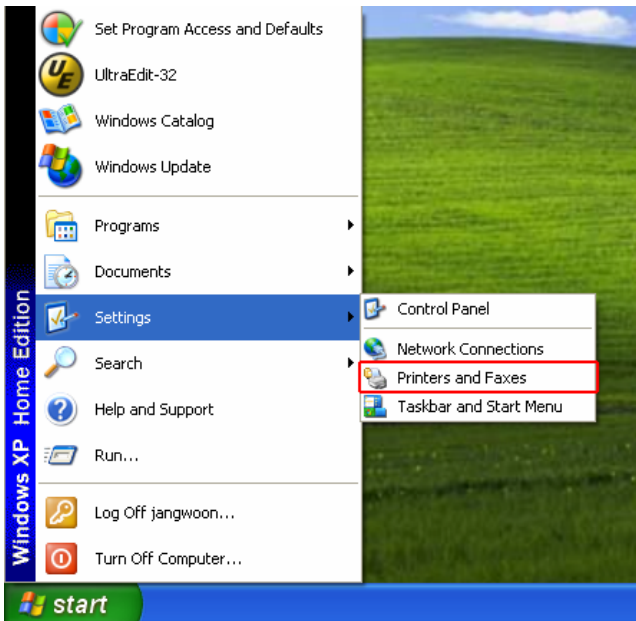 Set Program Access and Defaults
UE
UltraEdit-32
Windows Catalog
Windows Update
Programs
Documents
Settings
Search
Help and Support
Run...
Log Off jangwoon...
Turn Off Computer...
Windows XP Home Edition
Control Panel
Network Connections
Printers and Faxes
Taskbar and Start Menu
start